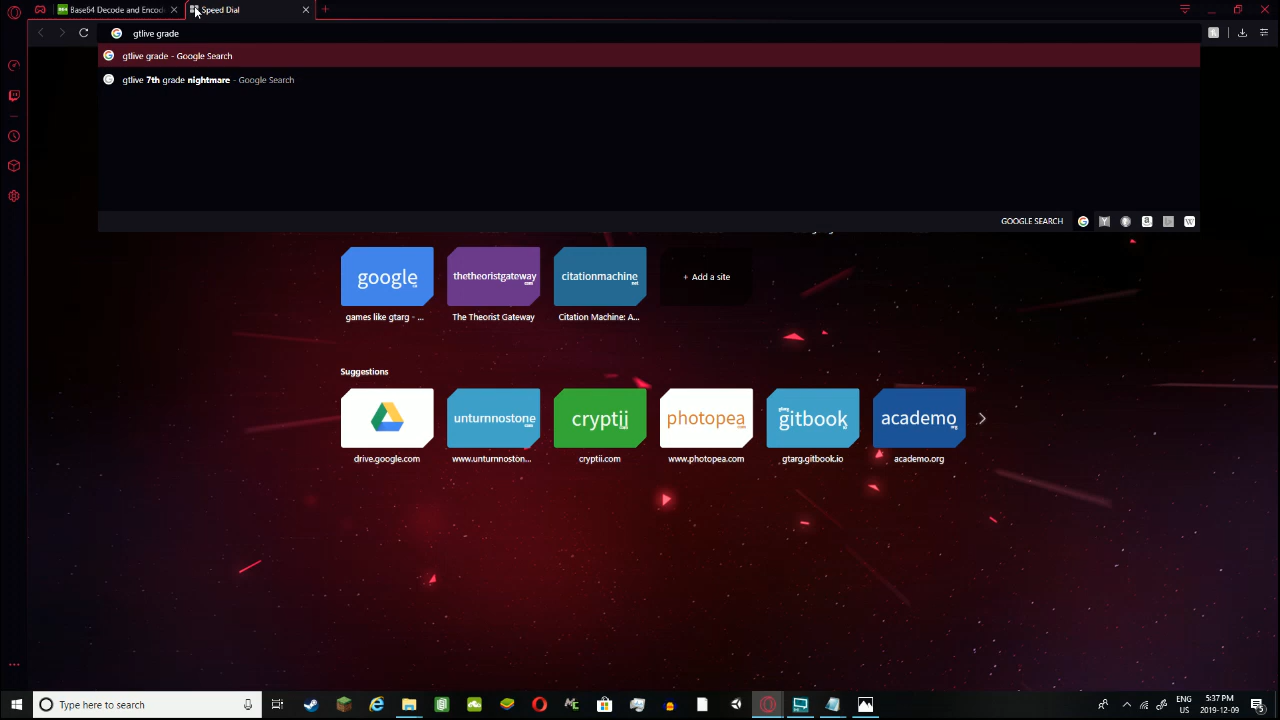 Base64 Decode and Encod
Speed Dial
gtlive grade
gtlive grade - Google Search
gtlive 7th grade nightmare - Google Search
GOOGLE SEARCH
google
thetheoristgateway
com
citationmachine
net
+ Add a site
games like gtarg - ...
The Theorist Gateway
Citation Machine: A...
Suggestions
unturnnostone
cryptii
photopea
gtarg
gitbook
academo
drive.google.com
www.unturnnoston...
cryptii.com
www.photopea.com
gtarg.gitbook.io
academo.org
Type here to search
ENG
US
5:37 PM
2019-12-09